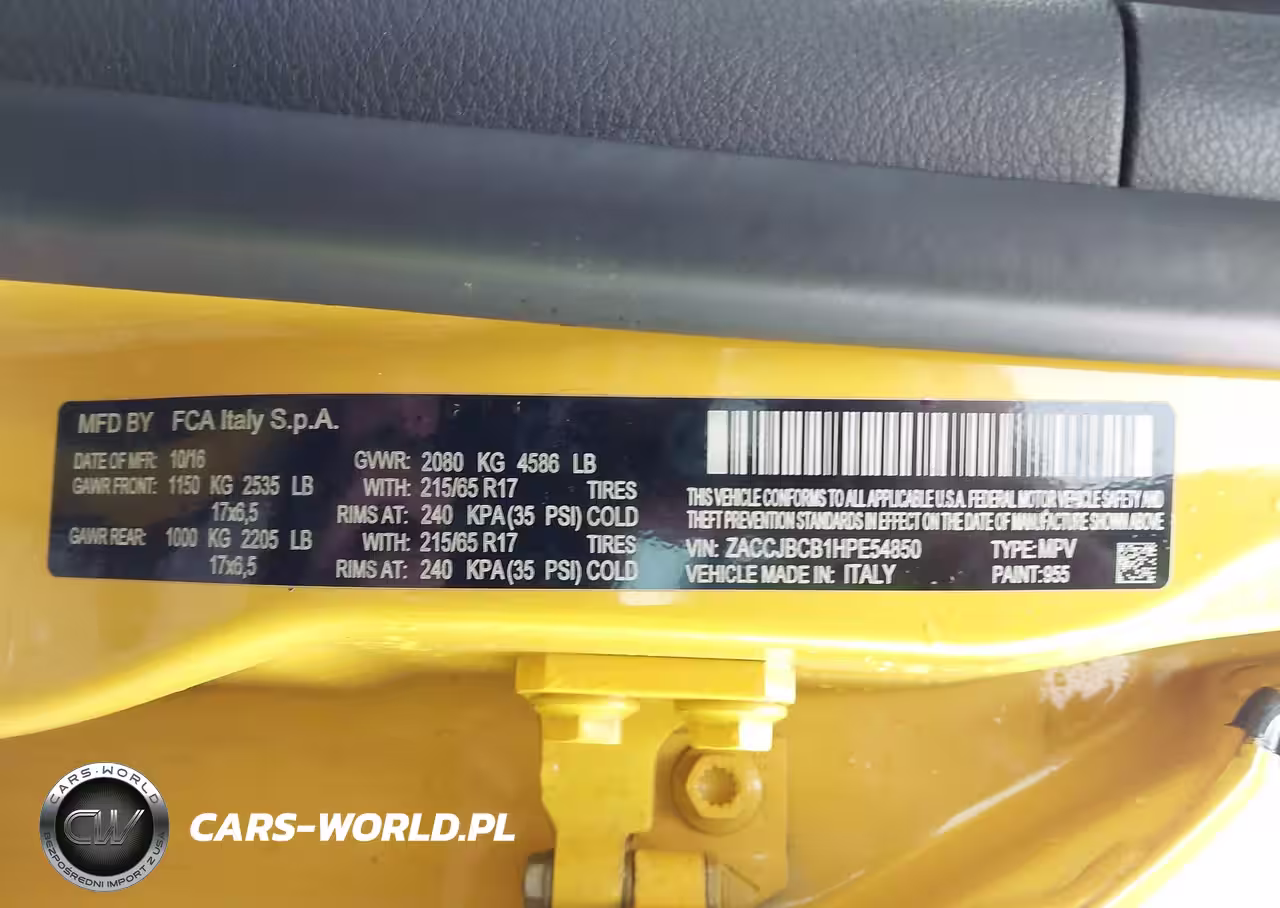 MFD BY FCA Italy S.p.A.
DATE OF MFR: 10/16 GVWR: 2080 KG 4586 LB
GAWR FRONT: 1150 KG 2535 LB WITH: 215/65 R17 TIRES
17x6,5 RIMS AT: 240 KPA(35 PSI) COLD
GAWR REAR: 1000 KG 2205 LB WITH: 215/65 R17 TIRES
17x6,5 RIMS AT: 240 KPA(35 PSI) COLD
THIS VEHICLE CONFORMS TO ALL APPLICABLE U.S.A. FEDERAL MOTOR VEHICLE SAFETY AND
THEFT PREVENTION STANDARDS IN EFFECT ON THE DATE OF MANUFACTURE SHOWN ABOVE
VIN: ZACCJBCB1HPE54850 TYPE:MPV
VEHICLE MADE IN: ITALY PAINT:955
CARS·WORLD
CW
BEZPOŚREDNI IMPORT Z USA
CARS-WORLD.PL